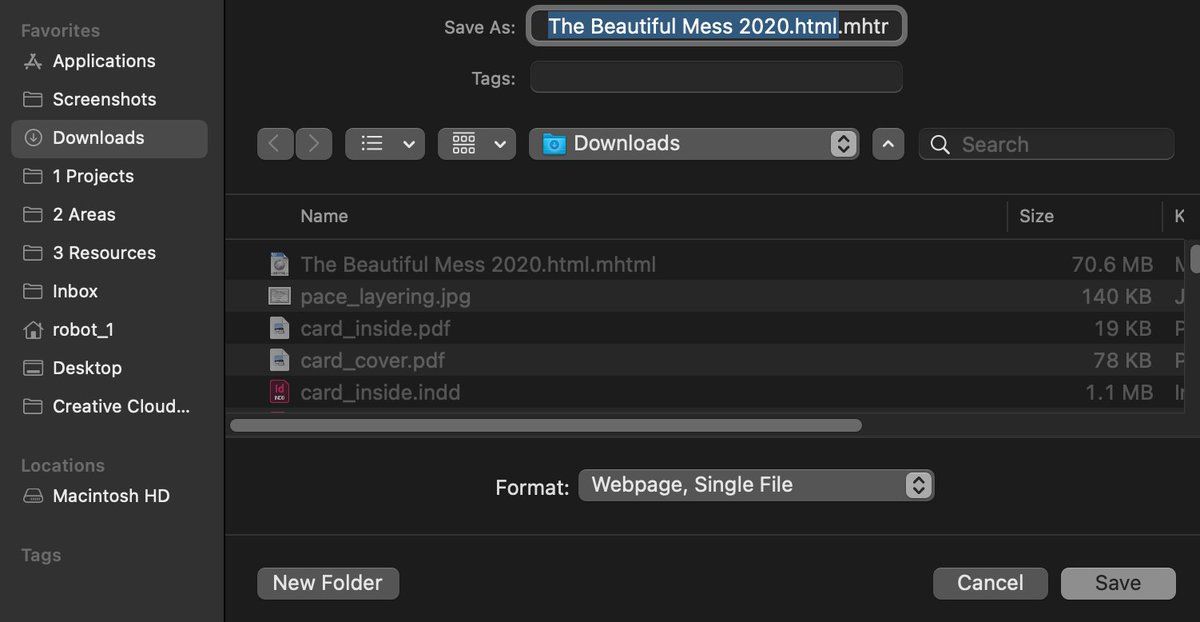 Favorites
Applications
Screenshots
Downloads
1 Projects
2 Areas
3 Resources
Inbox
robot_1
Desktop
Creative Cloud...
Locations
Macintosh HD
Tags
Save As: The Beautiful Mess 2020.html.mhtr
Tags:
Downloads
Search
Name Size K
The Beautiful Mess 2020.html.mhtml 70.6 MB M
pace_layering.jpg 140 KB J
card_inside.pdf 19 KB P
card_cover.pdf 78 KB P
Id
INDD
card_inside.indd 1.1 MB
Format: Webpage, Single File
New Folder Cancel Save